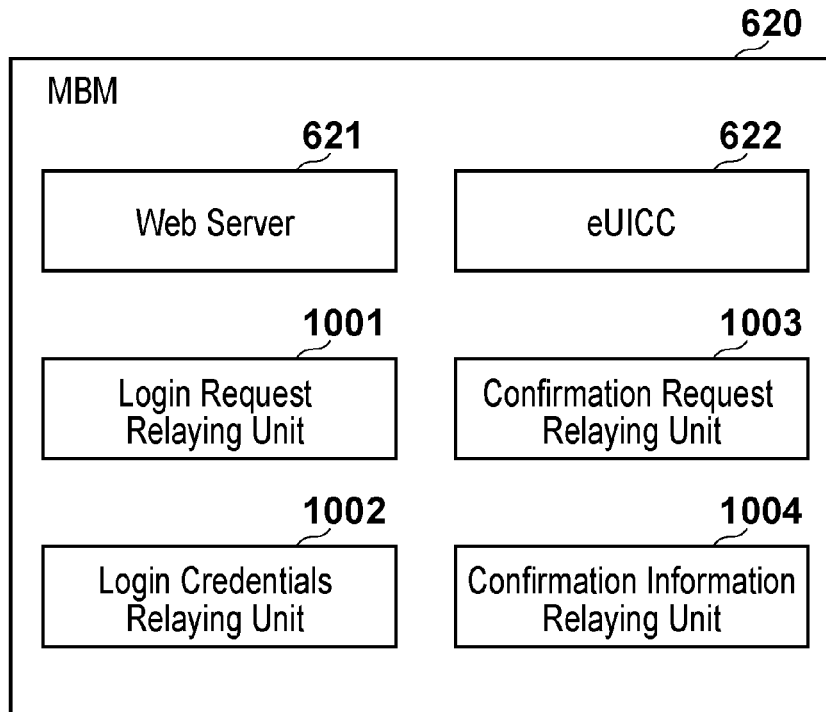 620
MBM
621
622
Web Server
eUICC
1001
1003
Login Request
Relaying Unit
Confirmation Request
Relaying Unit
1002
1004
Login Credentials
Relaying Unit
Confirmation Information
Relaying Unit